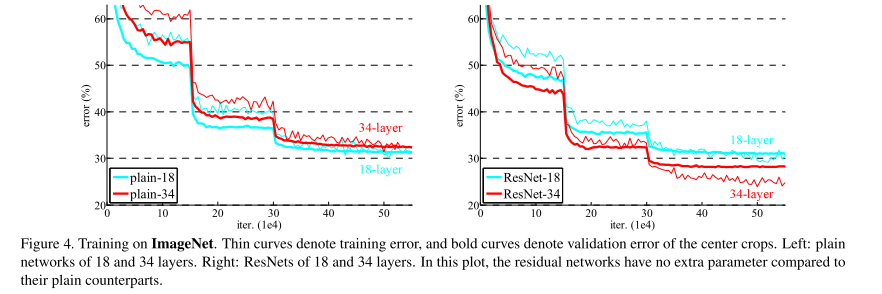 60
50
40
30
20
error (%)
0 10 20 30 40 50
iter. (1e4)
34-layer
18-layer
plain-18
plain-34
60
50
40
30
20
error (%)
0 10 20 30 40 50
iter. (1e4)
18-layer
34-layer
ResNet-18
ResNet-34
Figure 4. Training on ImageNet. Thin curves denote training error, and bold curves denote validation error of the center crops. Left: plain
networks of 18 and 34 layers. Right: ResNets of 18 and 34 layers. In this plot, the residual networks have no extra parameter compared to
their plain counterparts.